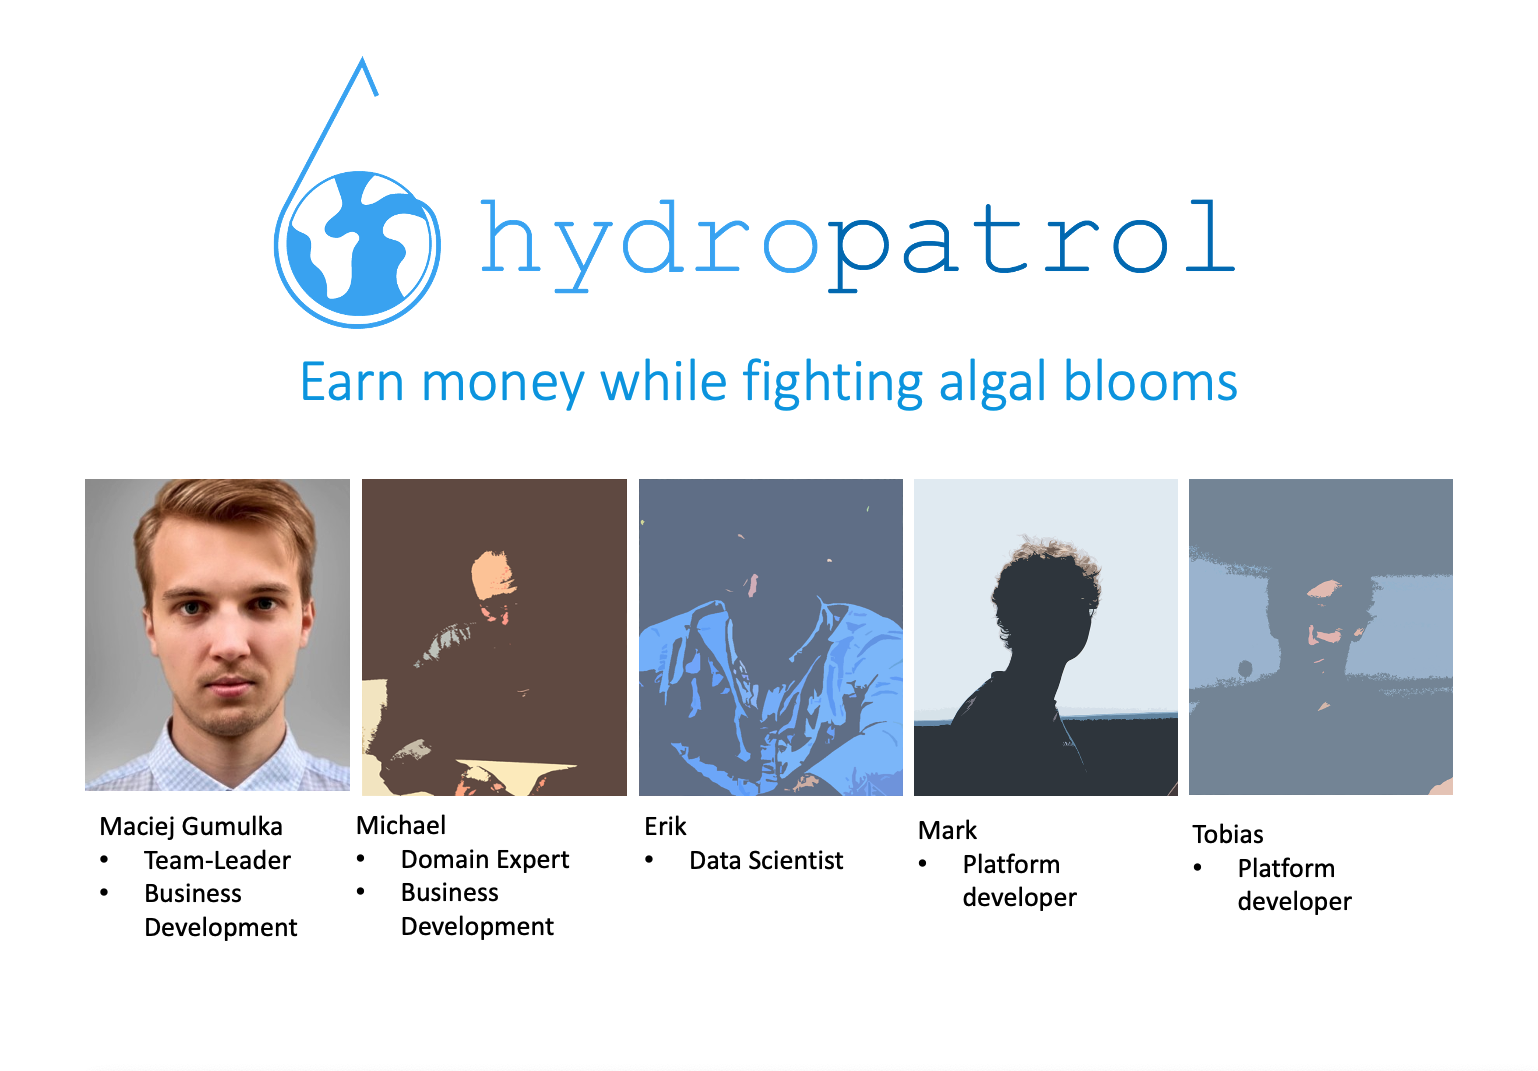 hydropatrol
Earn money while fighting algal blooms
Maciej Gumulka
• Team-Leader
• Business
Development
Michael
• Domain Expert
• Business
Development
Erik
• Data Scientist
Mark
• Platform
developer
Tobias
• Platform
developer